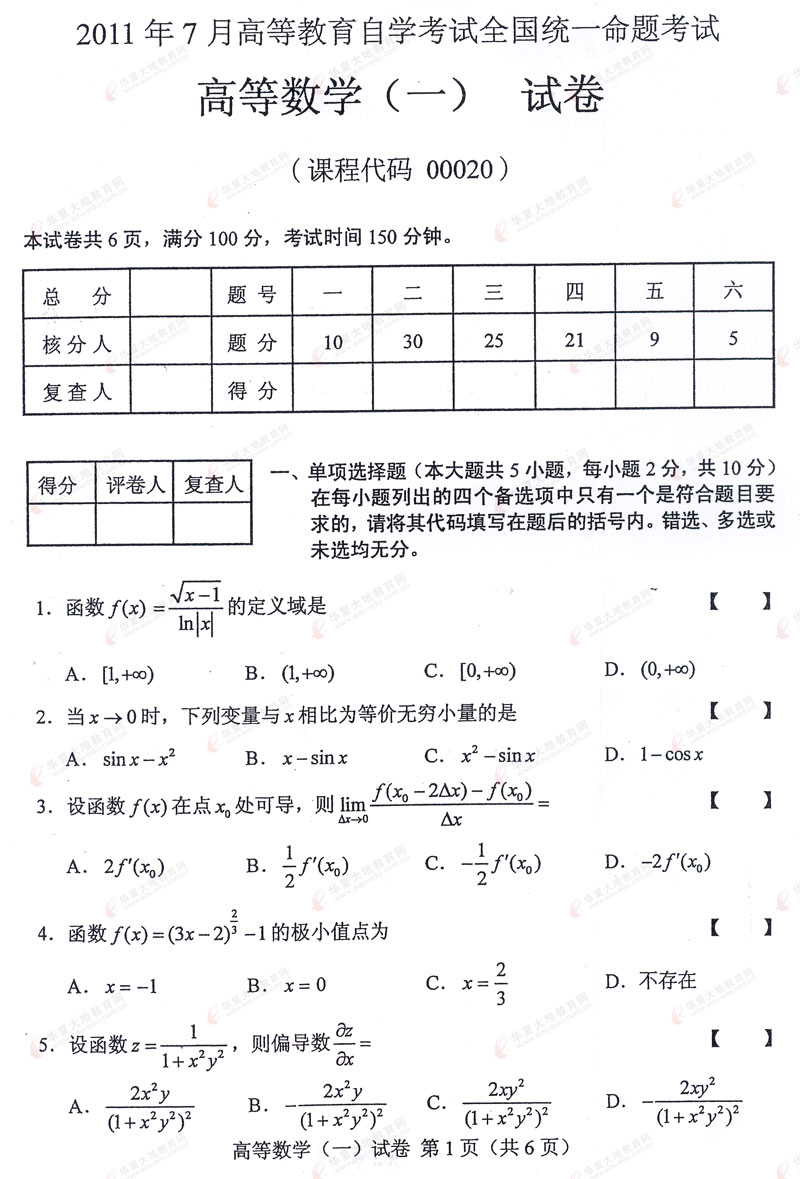 2011 年 7 月高等教育自学考试全国统一命题考试
高等数学（一） 试卷
（课程代码 00020）
本试卷共 6 页，满分 100 分，考试时间 150 分钟。
总 分 题 号 一 二 三 四 五 六
核 分 人 题 分 10 30 25 21 9 5
复 查 人 得 分
得分 评卷人 复查人
一、单项选择题（本大题共 5 小题，每小题 2 分，共 10 分）
在每小题列出的四个备选项中只有一个是符合题目要
求的，请将其代码填写在题后的括号内。错选、多选或
未选均无分。
1．函数 f(x) = √(x−1) / ln|x| 的定义域是 【 】
A．[1,+∞) B．(1,+∞) C．[0,+∞) D．(0,+∞)
2．当 x→0 时，下列变量与 x 相比为等价无穷小量的是 【 】
A．sin x − x² B．x − sin x C．x² − sin x D．1− cos x
3．设函数 f(x) 在点 x₀ 处可导，则 lim Δx→0 (f(x₀ − 2Δx) − f(x₀)) / Δx = 【 】
A．2f′(x₀) B．1/2 f′(x₀) C．−1/2 f′(x₀) D．−2f′(x₀)
4．函数 f(x) = (3x − 2)^(2/3) − 1 的极小值点为 【 】
A．x = −1 B．x = 0 C．x = 2/3 D．不存在
5．设函数 z = 1/(1+ x²y²)，则偏导数 ∂z/∂x = 【 】
A．2x²y/(1+ x²y²)² B．− 2x²y/(1+ x²y²)² C．2xy²/(1+ x²y²)² D．− 2xy²/(1+ x²y²)²
高等数学（一）试卷 第 1 页（共 6 页）
华夏大地教育网